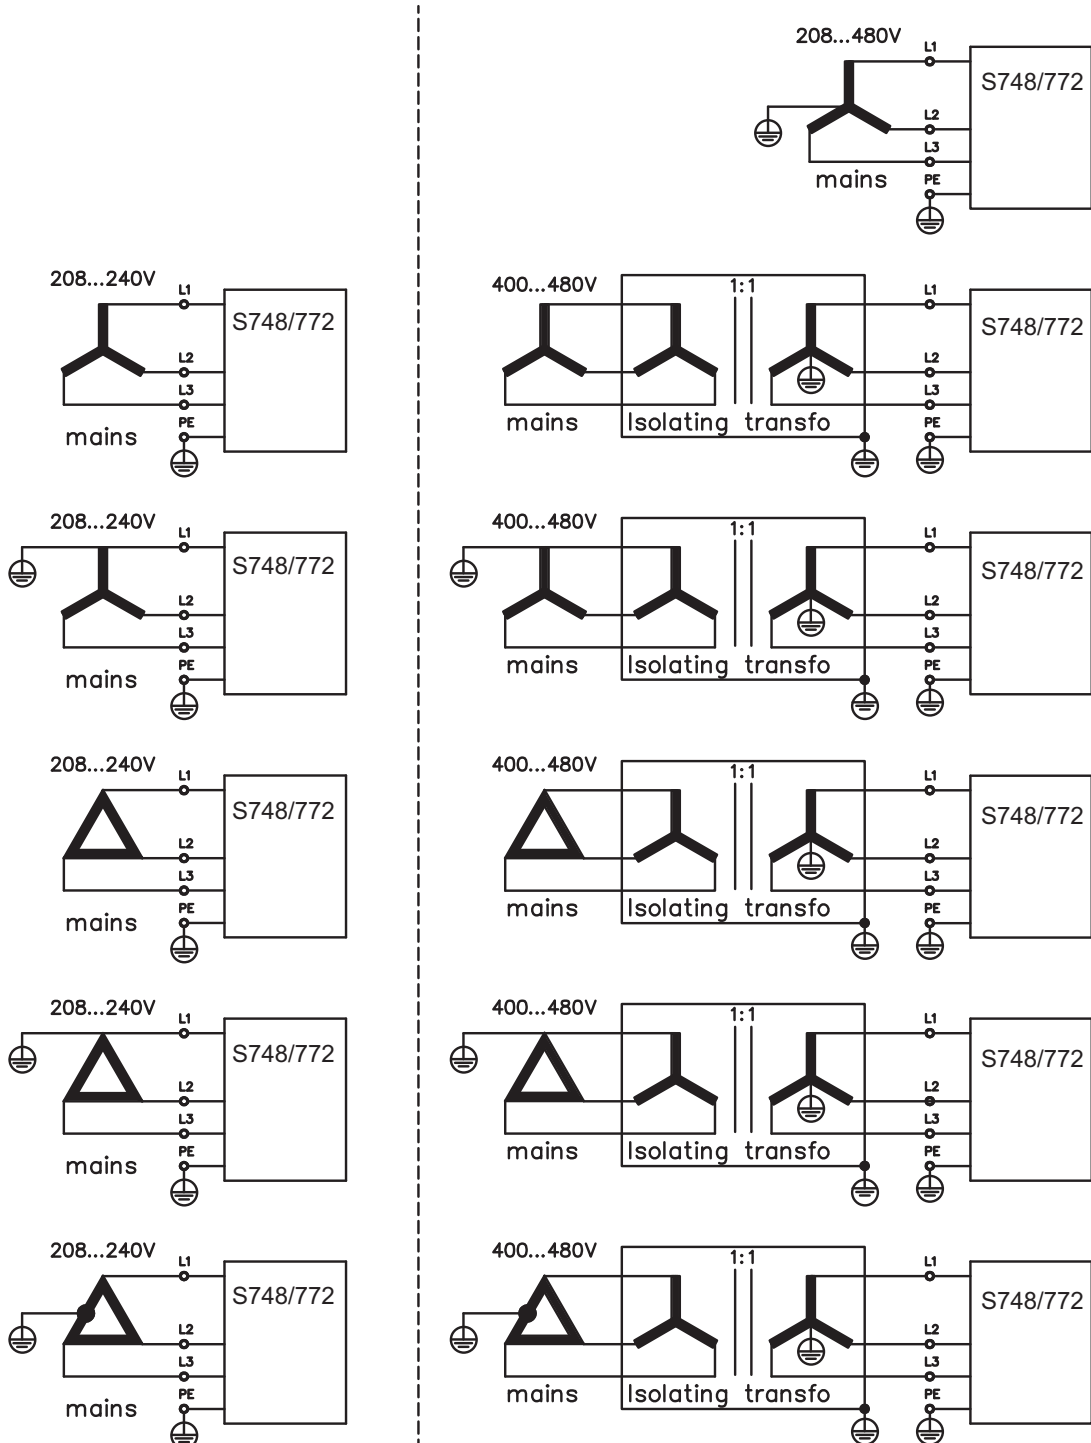 208...480V
L1
S748/772
L2
L3
mains
PE
208...240V
L1
S748/772
L2
L3
mains
PE
400...480V
1:1
L1
S748/772
L2
L3
mains
Isolating transfo
PE
208...240V
L1
S748/772
L2
L3
mains
PE
400...480V
1:1
L1
S748/772
L2
L3
mains
Isolating transfo
PE
208...240V
L1
S748/772
L2
L3
mains
PE
400...480V
1:1
L1
S748/772
L2
L3
mains
Isolating transfo
PE
208...240V
L1
S748/772
L2
L3
mains
PE
400...480V
1:1
L1
S748/772
L2
L3
mains
Isolating transfo
PE
208...240V
L1
S748/772
L2
L3
mains
PE
400...480V
1:1
L1
S748/772
L2
L3
mains
Isolating transfo
PE